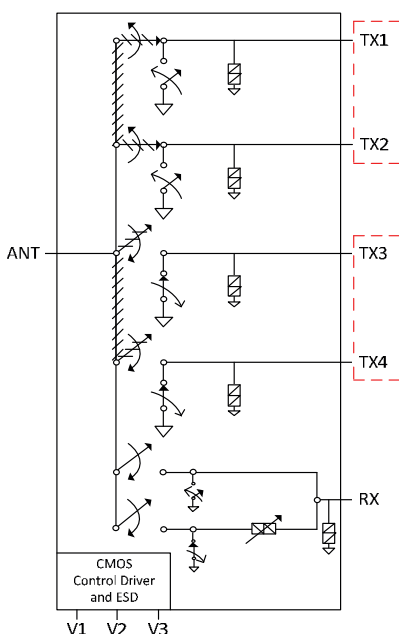 TX1
TX2
ANT
TX3
TX4
RX
CMOS
Control Driver
and ESD
V1 V2 V3